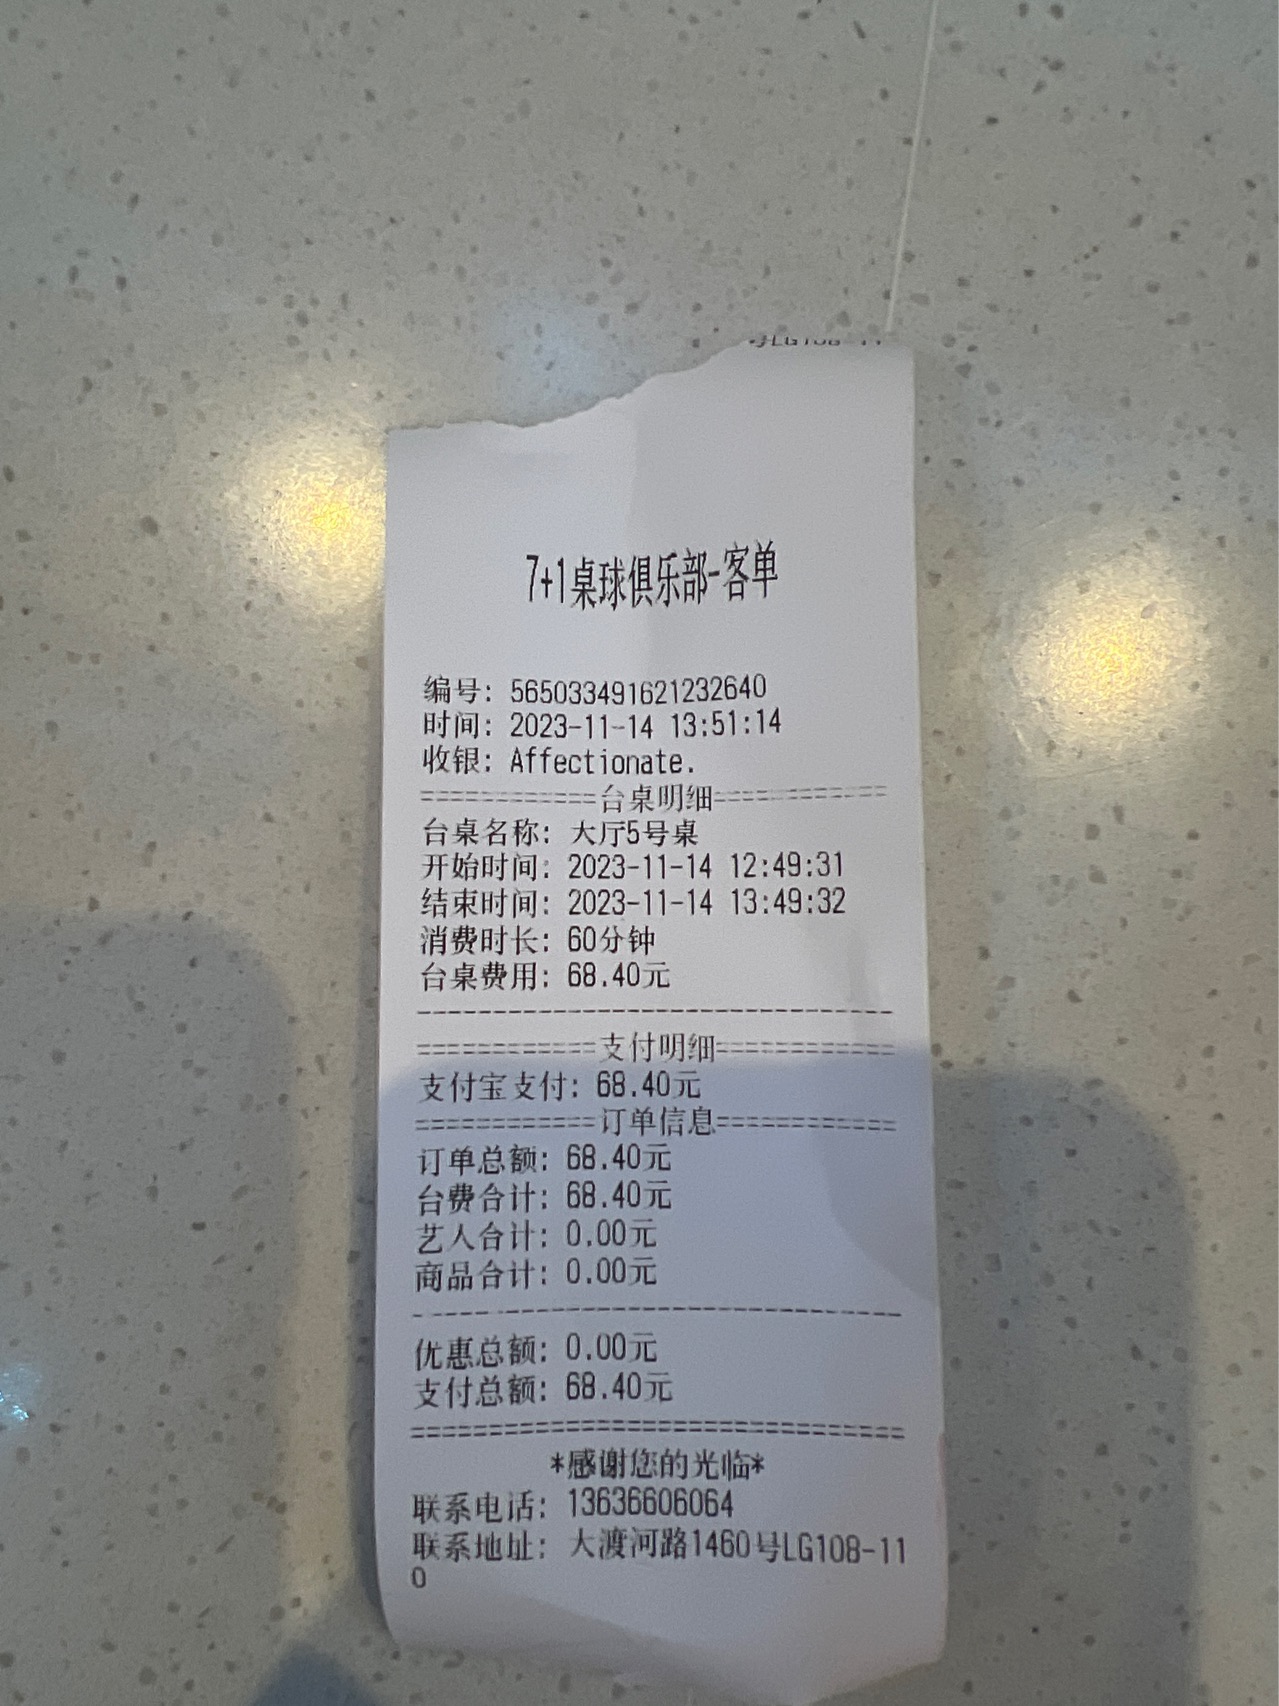 7+1桌球俱乐部-客单
编号: 565033491621232640
时间: 2023-11-14 13:51:14
收银: Affectionate.
============台桌明细============
台桌名称: 大厅5号桌
开始时间: 2023-11-14 12:49:31
结束时间: 2023-11-14 13:49:32
消费时长: 60分钟
台桌费用: 68.40元
------------------------------------------------
============支付明细============
支付宝支付: 68.40元
============订单信息============
订单总额: 68.40元
台费合计: 68.40元
艺人合计: 0.00元
商品合计: 0.00元
------------------------------------------------
优惠总额: 0.00元
支付总额: 68.40元
================================
*感谢您的光临*
联系电话: 13636606064
联系地址: 大渡河路1460号LG108-11
0